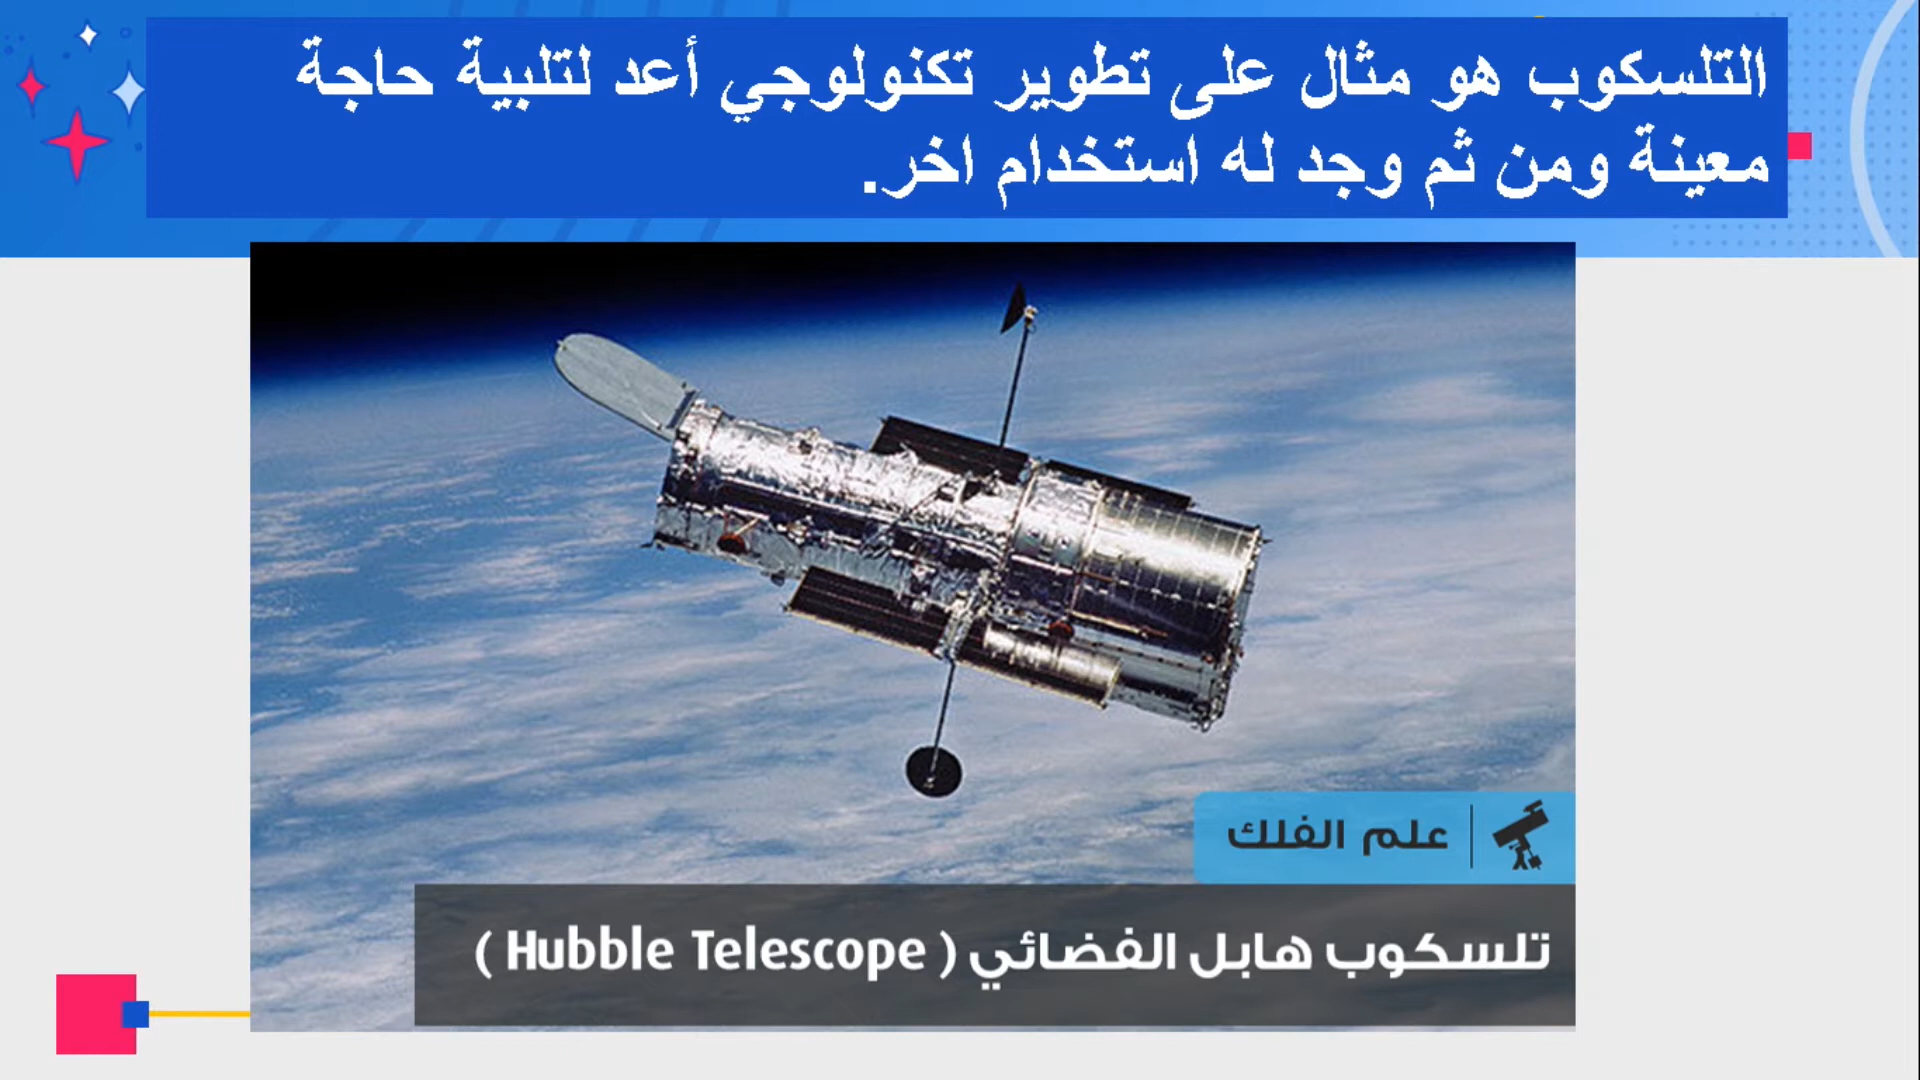 التلسكوب هو مثال على تطوير تكنولوجي أعد لتلبية حاجة
معينة ومن ثم وجد له استخدام اخر.
علم الفلك
تلسكوب هابل الفضائي ( Hubble Telescope )